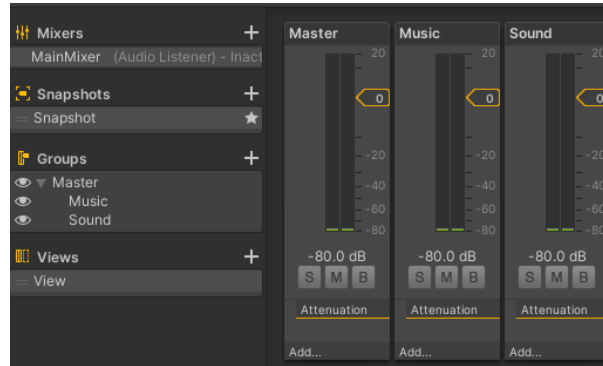 Mixers
MainMixer (Audio Listener) - Inact
Snapshots
Snapshot
Groups
Master
Music
Sound
Views
View
Master
20
0
-20
-40
-60
-80
-80.0 dB
S M B
Attenuation
Add...
Music
20
0
-20
-40
-60
-80
-80.0 dB
S M B
Attenuation
Add...
Sound
20
0
-20
-40
-60
-80
-80.0 dB
S M B
Attenuation
Add...